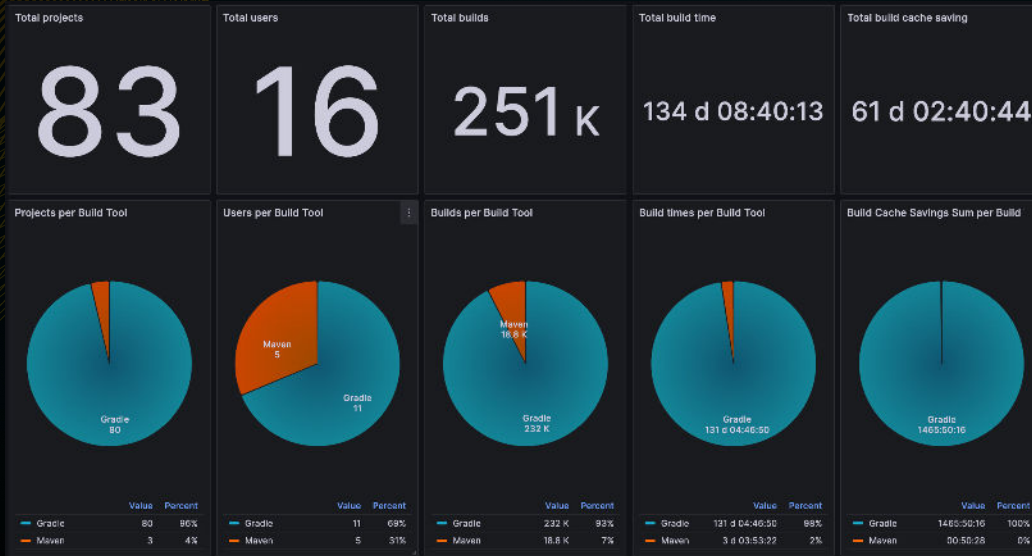 Total projects
83
Total users
16
Total builds
251 K
Total build time
134 d 08:40:13
Total build cache saving
61 d 02:40:44
Projects per Build Tool
Gradle
80
Value Percent
Gradle 80 96%
Maven 3 4%
Users per Build Tool
Maven
5
Gradle
11
Value Percent
Gradle 11 69%
Maven 5 31%
Builds per Build Tool
Maven
18.8 K
Gradle
232 K
Value Percent
Gradle 232 K 93%
Maven 18.8 K 7%
Build times per Build Tool
Gradle
131 d 04:46:50
Value Percent
Gradle 131 d 04:46:50 98%
Maven 3 d 03:53:22 2%
Build Cache Savings Sum per Build
Gradle
1465:50:16
Value Percent
Gradle 1465:50:16 100%
Maven 00:50:28 0%